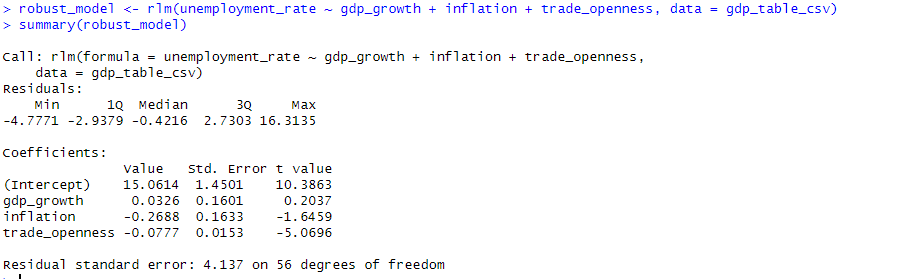 > robust_model <- rlm(unemployment_rate ~ gdp_growth + inflation + trade_openness, data = gdp_table_csv)
> summary(robust_model)
Call: rlm(formula = unemployment_rate ~ gdp_growth + inflation + trade_openness,
    data = gdp_table_csv)
Residuals:
    Min      1Q  Median      3Q     Max
-4.7771 -2.9379 -0.4216  2.7303 16.3135
Coefficients:
               Value   Std. Error t value
(Intercept)    15.0614  1.4501    10.3863
gdp_growth      0.0326  0.1601     0.2037
inflation      -0.2688  0.1633    -1.6459
trade_openness -0.0777  0.0153    -5.0696
Residual standard error: 4.137 on 56 degrees of freedom